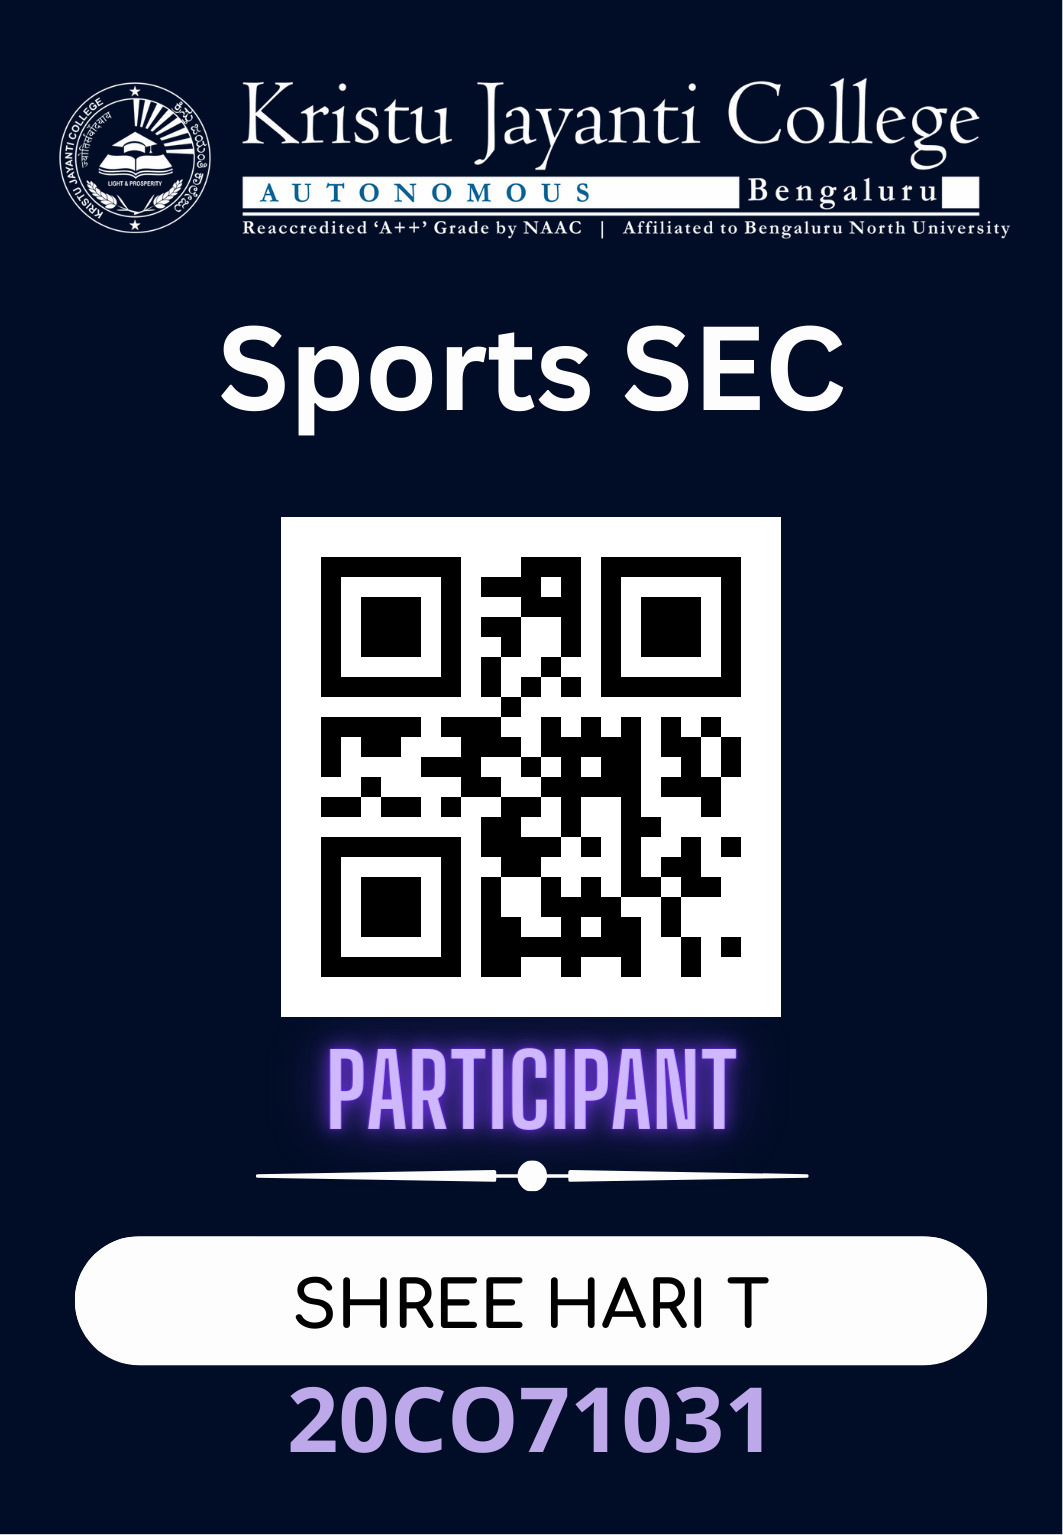 Kristu Jayanti College
AUTONOMOUS Bengaluru
Reaccredited ‘A++’ Grade by NAAC | Affiliated to Bengaluru North University
KRISTU JAYANTI COLLEGE
LIGHT & PROSPERITY
Sports SEC
PARTICIPANT
SHREE HARI T
20CO71031